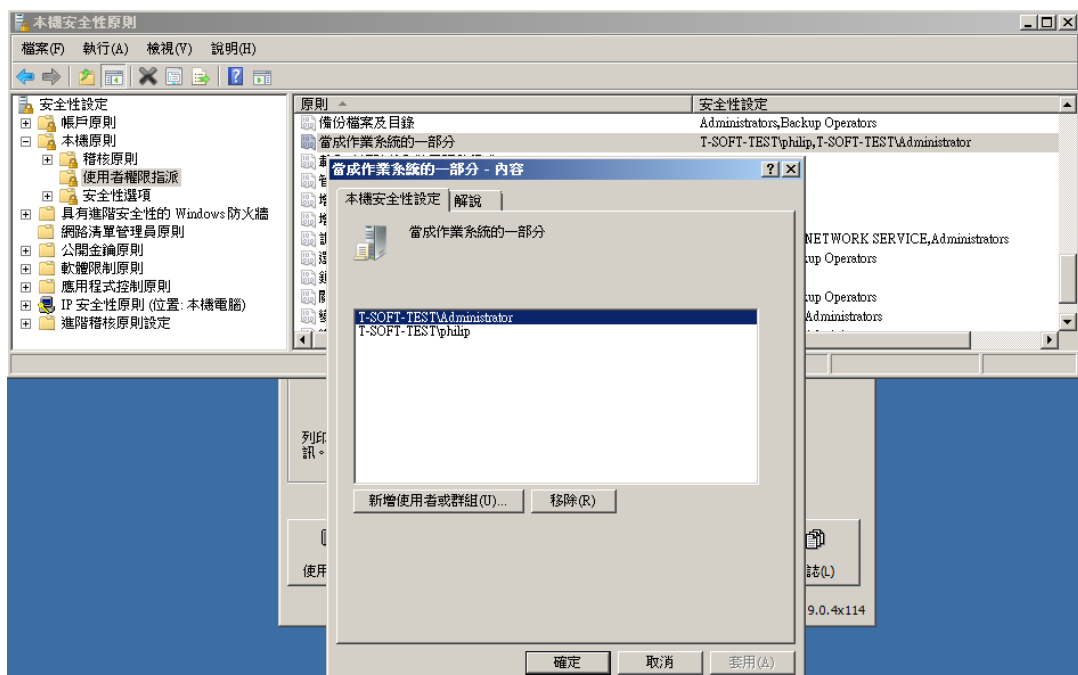 本機安全性原則
檔案(F) 執行(A) 檢視(V) 說明(H)
安全性設定
帳戶原則
本機原則
稽核原則
使用者權限指派
安全性選項
具有進階安全性的 Windows 防火牆
網路清單管理員原則
公開金鑰原則
軟體限制原則
應用程式控制原則
IP 安全性原則 (位置: 本機電腦)
進階稽核原則設定
原則 安全性設定
備份檔案及目錄 Administrators,Backup Operators
當成作業系統的一部分 T-SOFT-TEST\philip,T-SOFT-TEST\Administrator
NETWORK SERVICE,Administrators
kup Operators
kup Operators
Administrators
當成作業系統的一部分 - 內容
本機安全性設定 解說
當成作業系統的一部分
T-SOFT-TEST\Administrator
T-SOFT-TEST\philip
新增使用者或群組(U)... 移除(R)
確定 取消 套用(A)
列印
訊。
使用
誌(L)
9.0.4x114